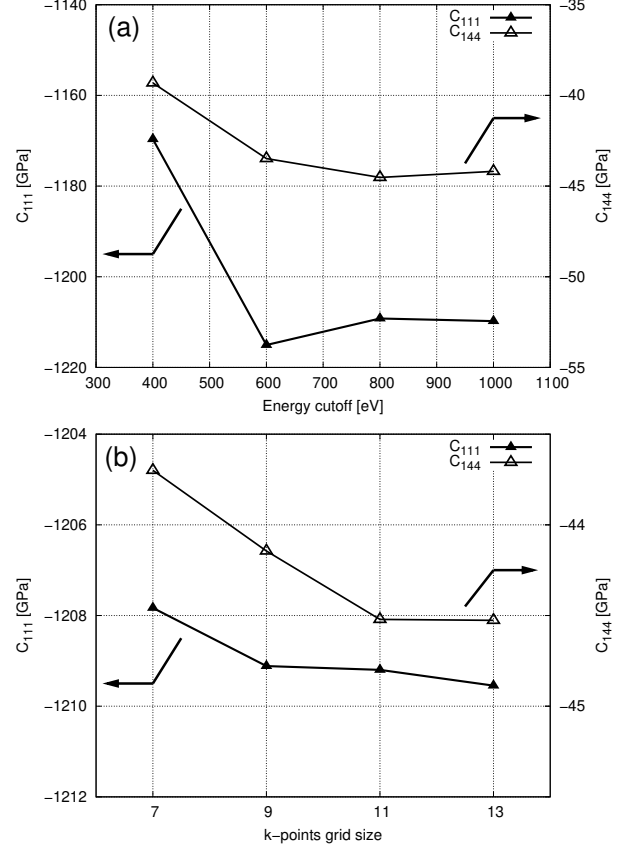 (a)
C111
C144
−1140
−1160
−1180
−1200
−1220
C111 [GPa]
−35
−40
−45
−50
−55
C144 [GPa]
300 400 500 600 700 800 900 1000 1100
Energy cutoff [eV]
(b)
C111
C144
−1204
−1206
−1208
−1210
−1212
C111 [GPa]
−44
−45
C144 [GPa]
7 9 11 13
k−points grid size